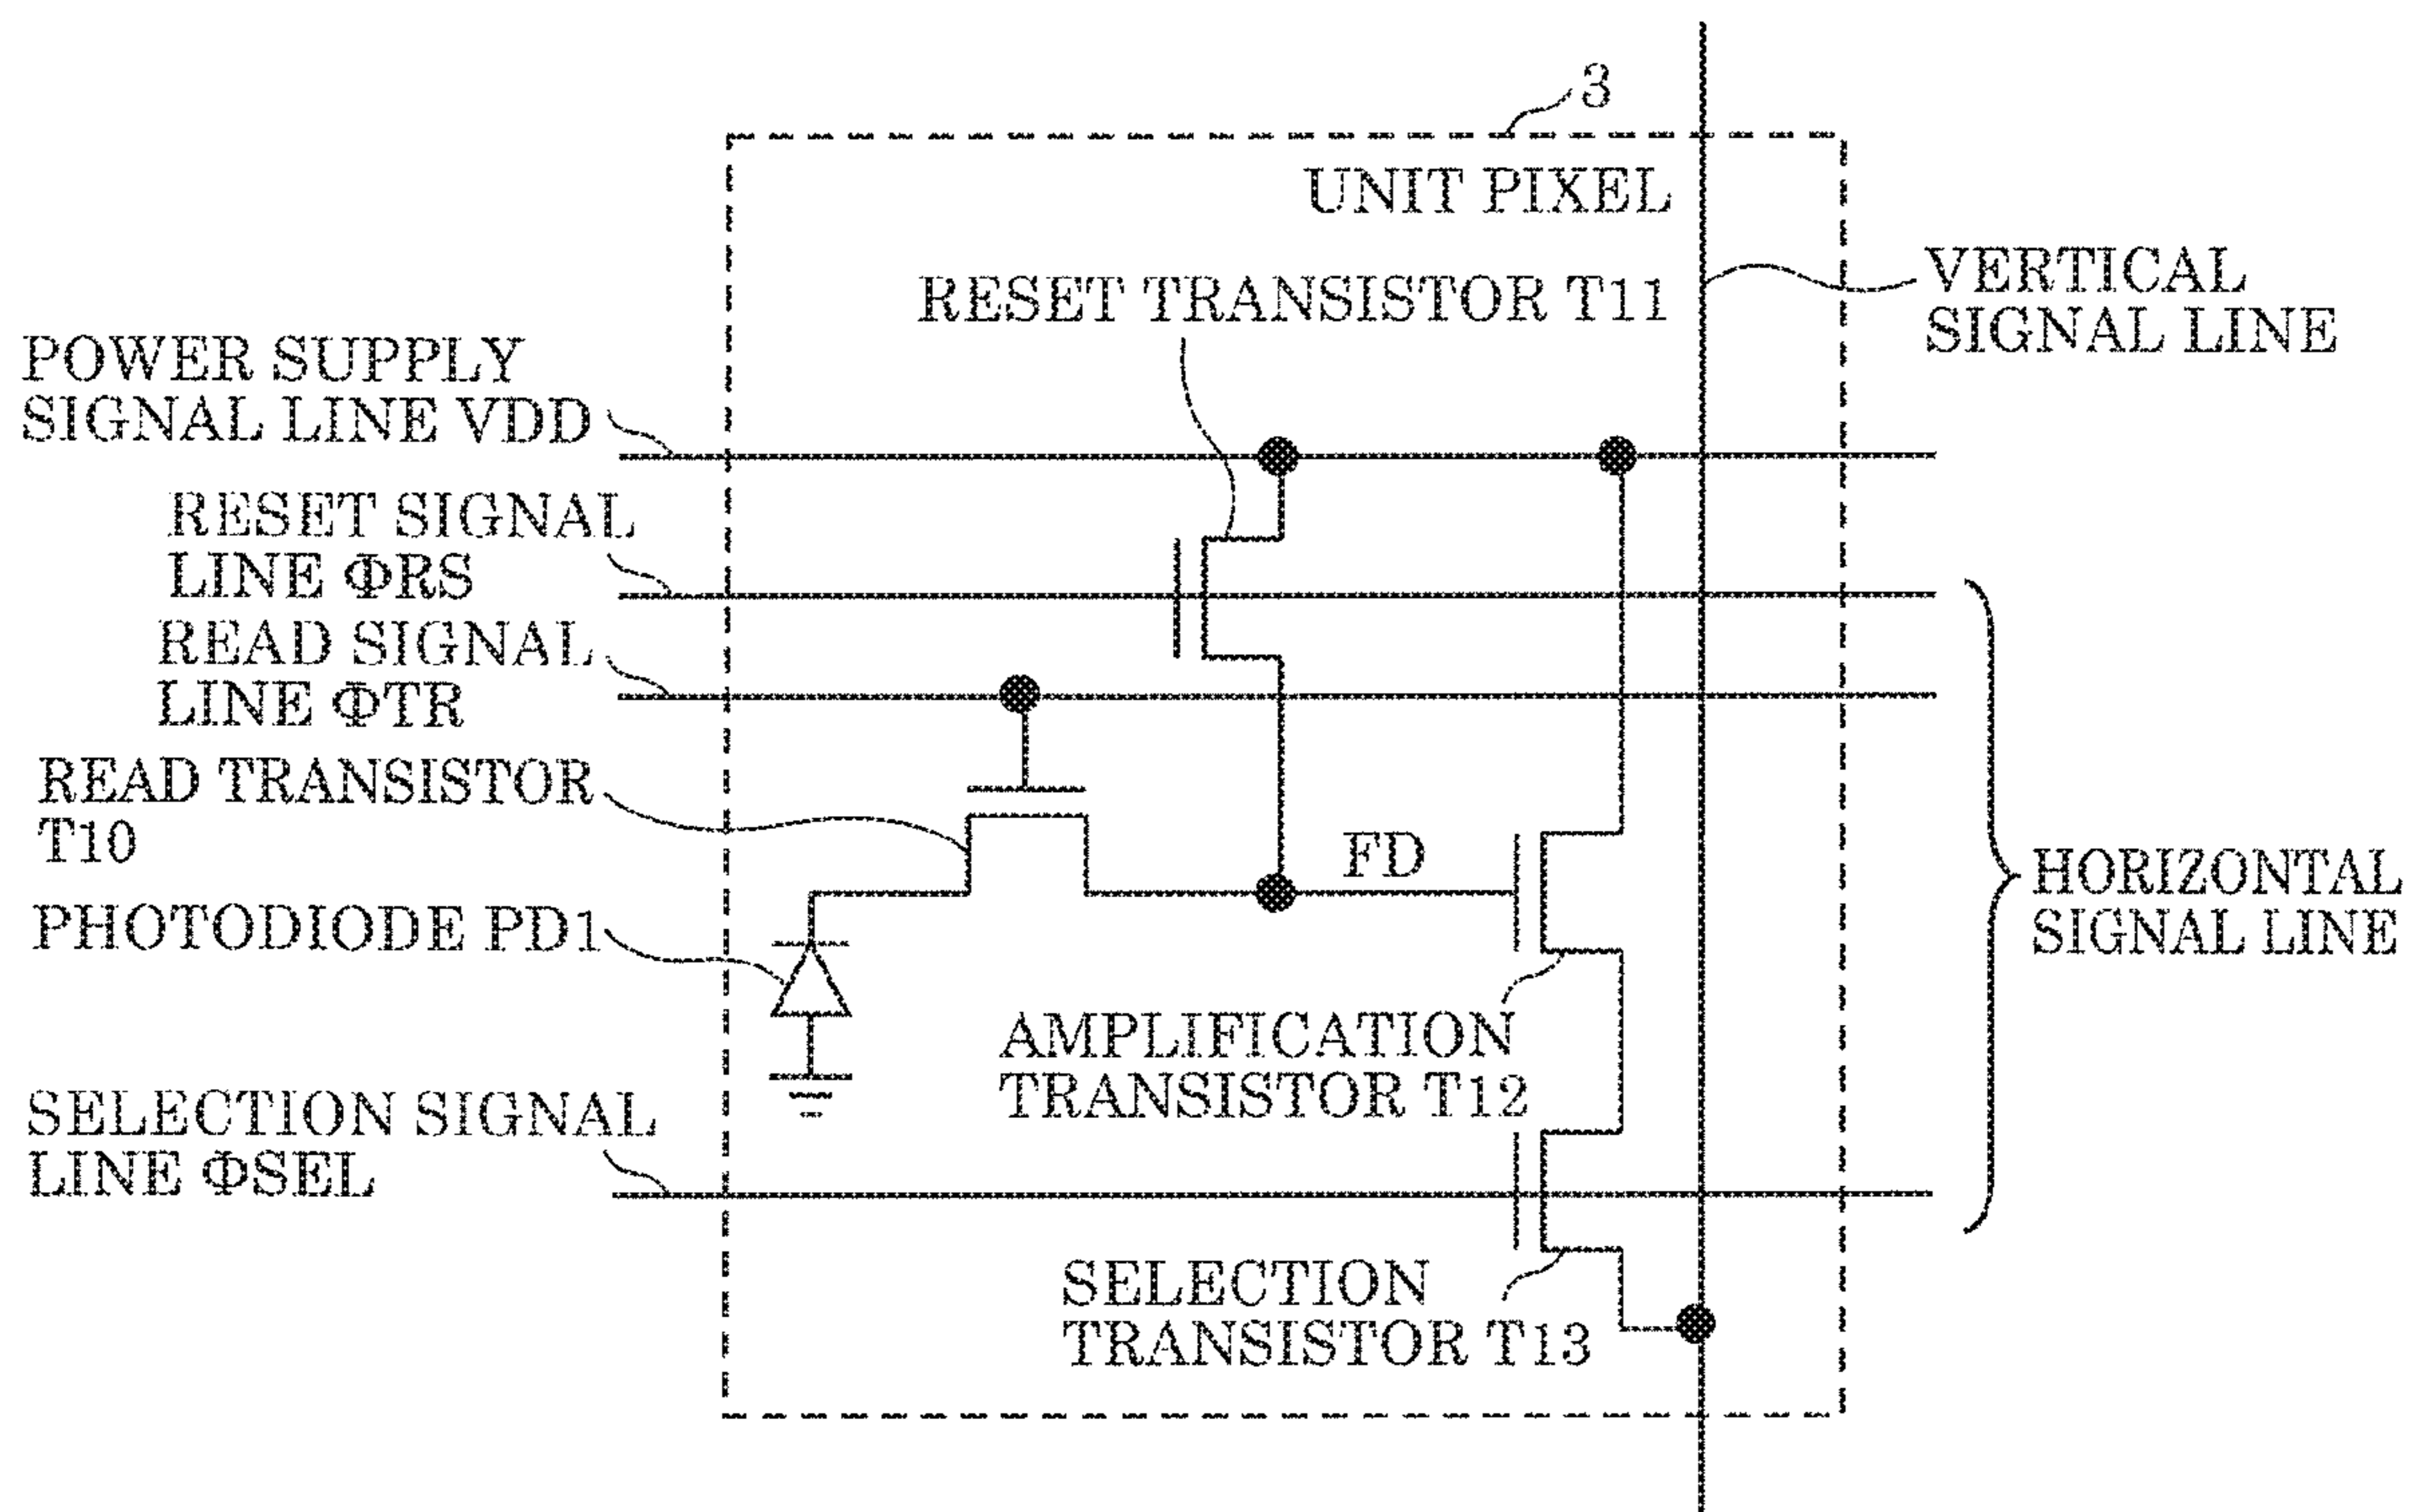 3
UNIT PIXEL
RESET TRANSISTOR T11
VERTICAL
SIGNAL LINE
POWER SUPPLY
SIGNAL LINE VDD
RESET SIGNAL
LINE ΦRS
READ SIGNAL
LINE ΦTR
READ TRANSISTOR
T10
FD
HORIZONTAL
SIGNAL LINE
PHOTODIODE PD1
AMPLIFICATION
TRANSISTOR T12
SELECTION SIGNAL
LINE ΦSEL
SELECTION
TRANSISTOR T13